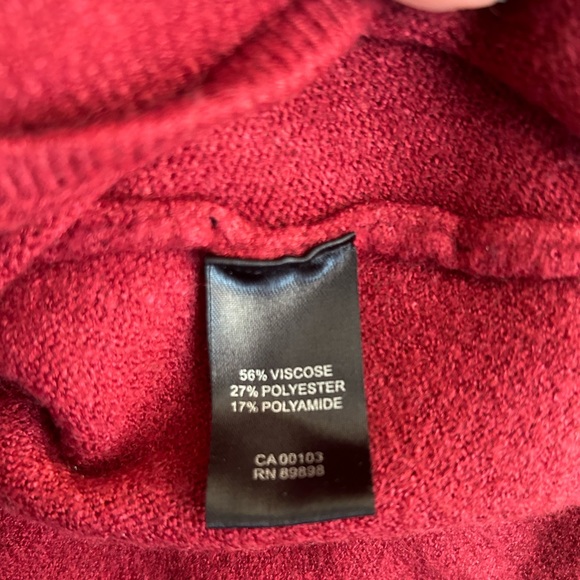 56% VISCOSE
27% POLYESTER
17% POLYAMIDE
CA 00103
RN 89898